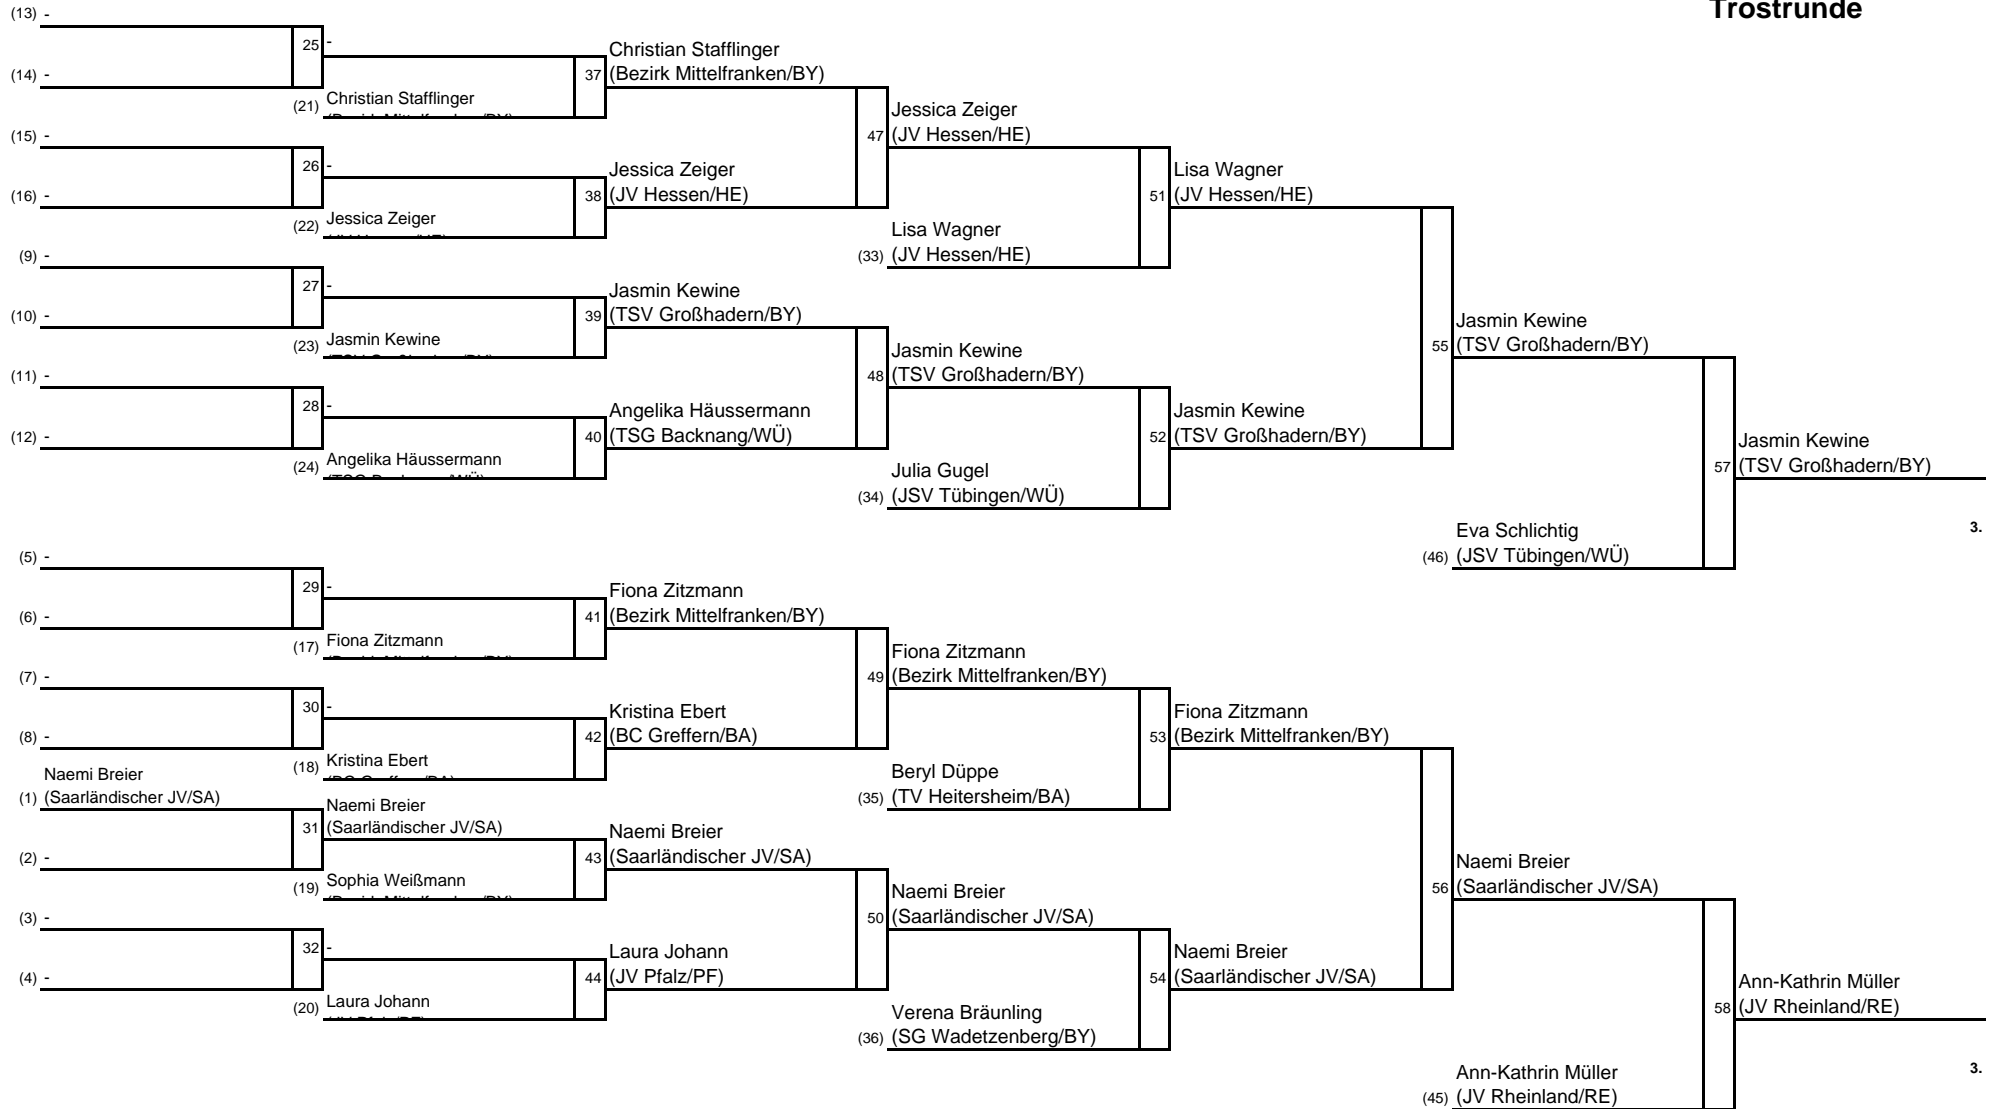 Trostrunde
(13) -
25 -
(14) -
(21) Christian Stafflinger
37 Christian Stafflinger
(Bezirk Mittelfranken/BY)
(15) -
26 -
(16) -
(22) Jessica Zeiger
38 Jessica Zeiger
(JV Hessen/HE)
47 Jessica Zeiger
(JV Hessen/HE)
(33) Lisa Wagner
(JV Hessen/HE)
51 Lisa Wagner
(JV Hessen/HE)
(9) -
27 -
(10) -
(23) Jasmin Kewine
39 Jasmin Kewine
(TSV Großhadern/BY)
(11) -
28 -
(12) -
(24) Angelika Häussermann
40 Angelika Häussermann
(TSG Backnang/WÜ)
48 Jasmin Kewine
(TSV Großhadern/BY)
(34) Julia Gugel
(JSV Tübingen/WÜ)
52 Jasmin Kewine
(TSV Großhadern/BY)
55 Jasmin Kewine
(TSV Großhadern/BY)
(46) Eva Schlichtig
(JSV Tübingen/WÜ)
57 Jasmin Kewine
(TSV Großhadern/BY)
3.
(5) -
29 -
(6) -
(17) Fiona Zitzmann
41 Fiona Zitzmann
(Bezirk Mittelfranken/BY)
(7) -
30 -
(8) -
(18) Kristina Ebert
42 Kristina Ebert
(BC Greffern/BA)
49 Fiona Zitzmann
(Bezirk Mittelfranken/BY)
(35) Beryl Düppe
(TV Heitersheim/BA)
53 Fiona Zitzmann
(Bezirk Mittelfranken/BY)
Naemi Breier
(1) (Saarländischer JV/SA)
31 Naemi Breier
(Saarländischer JV/SA)
(2) -
(19) Sophia Weißmann
43 Naemi Breier
(Saarländischer JV/SA)
(3) -
32 -
(4) -
(20) Laura Johann
44 Laura Johann
(JV Pfalz/PF)
50 Naemi Breier
(Saarländischer JV/SA)
(36) Verena Bräunling
(SG Wadetzenberg/BY)
54 Naemi Breier
(Saarländischer JV/SA)
56 Naemi Breier
(Saarländischer JV/SA)
(45) Ann-Kathrin Müller
(JV Rheinland/RE)
58 Ann-Kathrin Müller
(JV Rheinland/RE)
3.